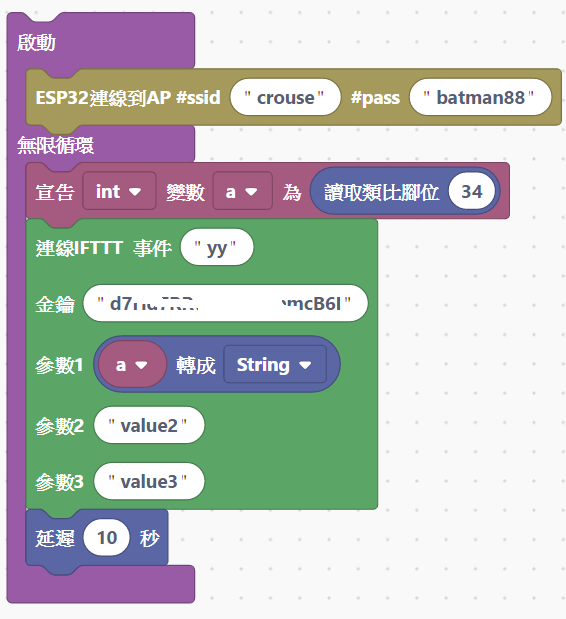 啟動
ESP32連線到AP #ssid "crouse" #pass "batman88"
無限循環
宣告 int 變數 a 為 讀取類比腳位 34
連線IFTTT 事件 "yy"
金鑰
參數1 a 轉成 String
參數2 "value2"
參數3 "value3"
延遲 10 秒